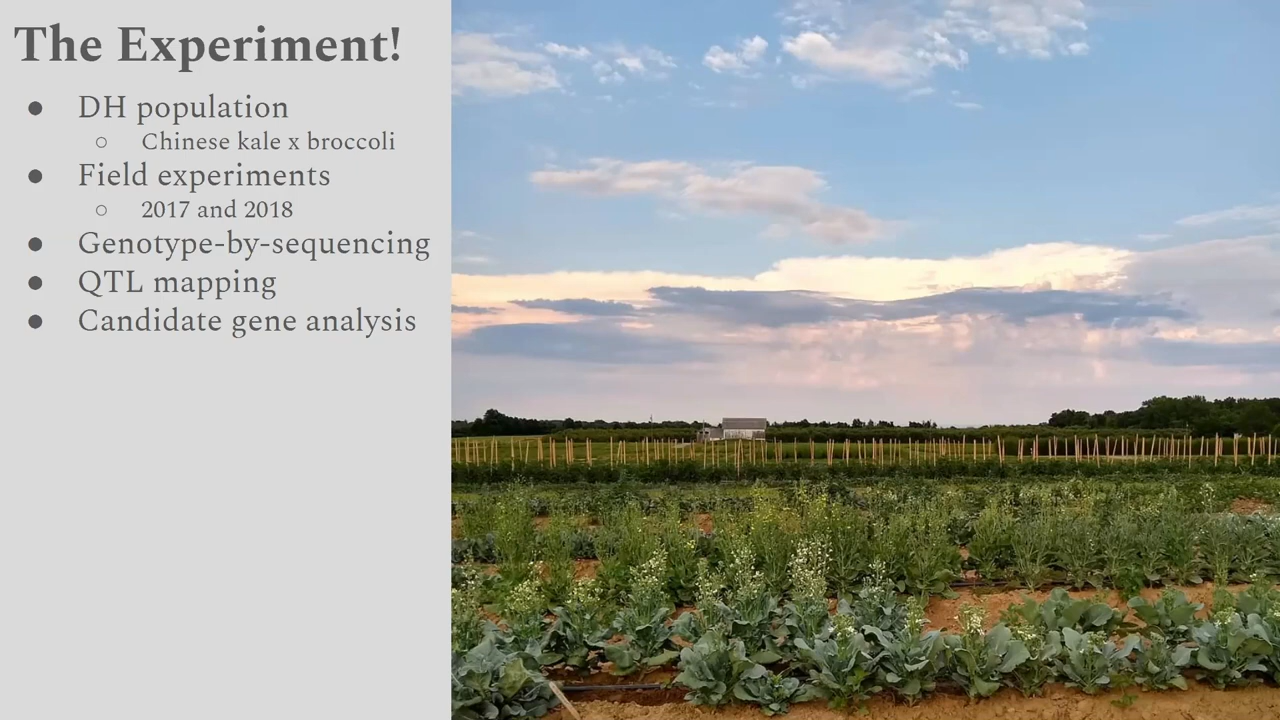 The Experiment!
● DH population
○ Chinese kale x broccoli
● Field experiments
○ 2017 and 2018
● Genotype-by-sequencing
● QTL mapping
● Candidate gene analysis